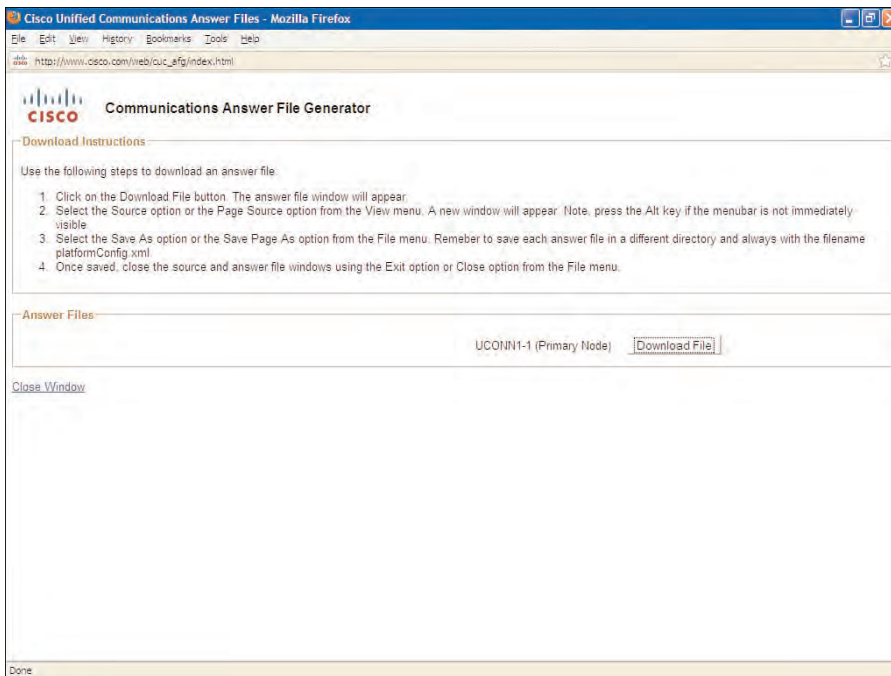 Cisco Unified Communications Answer Files - Mozilla Firefox
File Edit View History Bookmarks Tools Help
http://www.cisco.com/web/cuc_afg/index.html
CISCO
Communications Answer File Generator
Download Instructions
Use the following steps to download an answer file
1. Click on the Download File button. The answer file window will appear.
2. Select the Source option or the Page Source option from the View menu. A new window will appear. Note, press the Alt key if the menubar is not immediately
visible
3. Select the Save As option or the Save Page As option from the File menu. Remeber to save each answer file in a different directory and always with the filename
platformConfig.xml
4. Once saved, close the source and answer file windows using the Exit option or Close option from the File menu.
Answer Files
UCONN1-1 (Primary Node) Download File
Close Window
Done